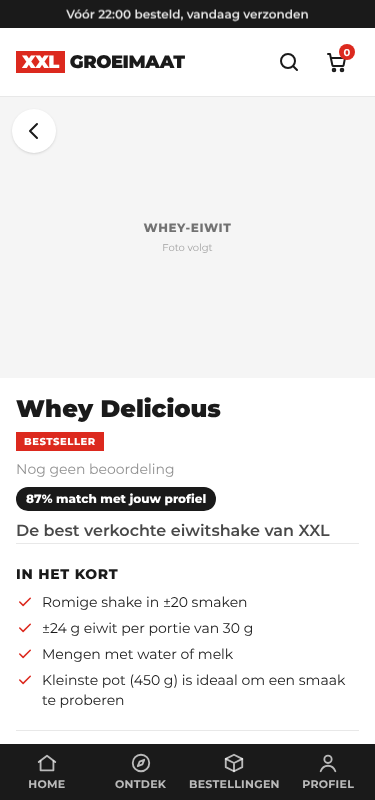 Vóór 22:00 besteld, vandaag verzonden
XXL GROEIMAAT
0
WHEY-EIWIT
Foto volgt
Whey Delicious
BESTSELLER
Nog geen beoordeling
87% match met jouw profiel
De best verkochte eiwitshake van XXL
IN HET KORT
Romige shake in ±20 smaken
±24 g eiwit per portie van 30 g
Mengen met water of melk
Kleinste pot (450 g) is ideaal om een smaak
te proberen
HOME ONTDEK BESTELLINGEN PROFIEL